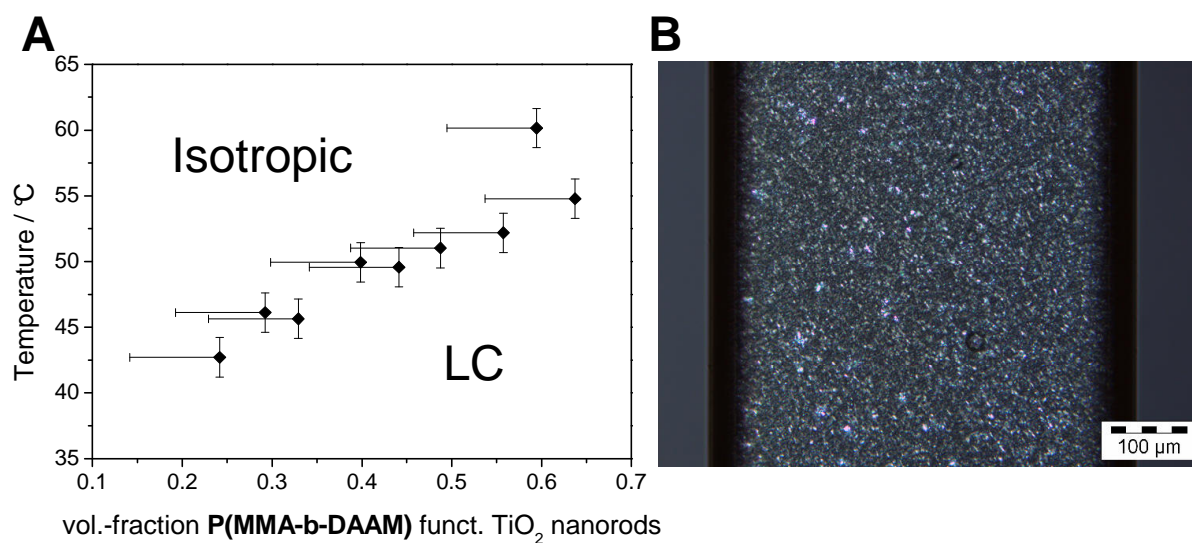 A
B
65
60
55
50
45
40
35
Temperature / °C
Isotropic
LC
0.1 0.2 0.3 0.4 0.5 0.6 0.7
vol.-fraction P(MMA-b-DAAM) funct. TiO₂ nanorods
100 µm